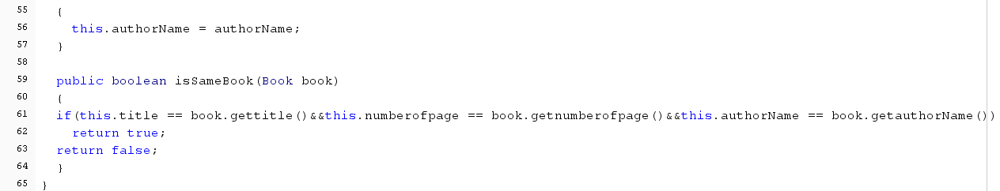 55 {
56 this.authorName = authorName;
57 }
58
59 public boolean isSameBook(Book book)
60 {
61 if(this.title == book.gettitle()&&this.numberofpage == book.getnumberofpage()&&this.authorName == book.getauthorName())
62 return true;
63 return false;
64 }
65 }